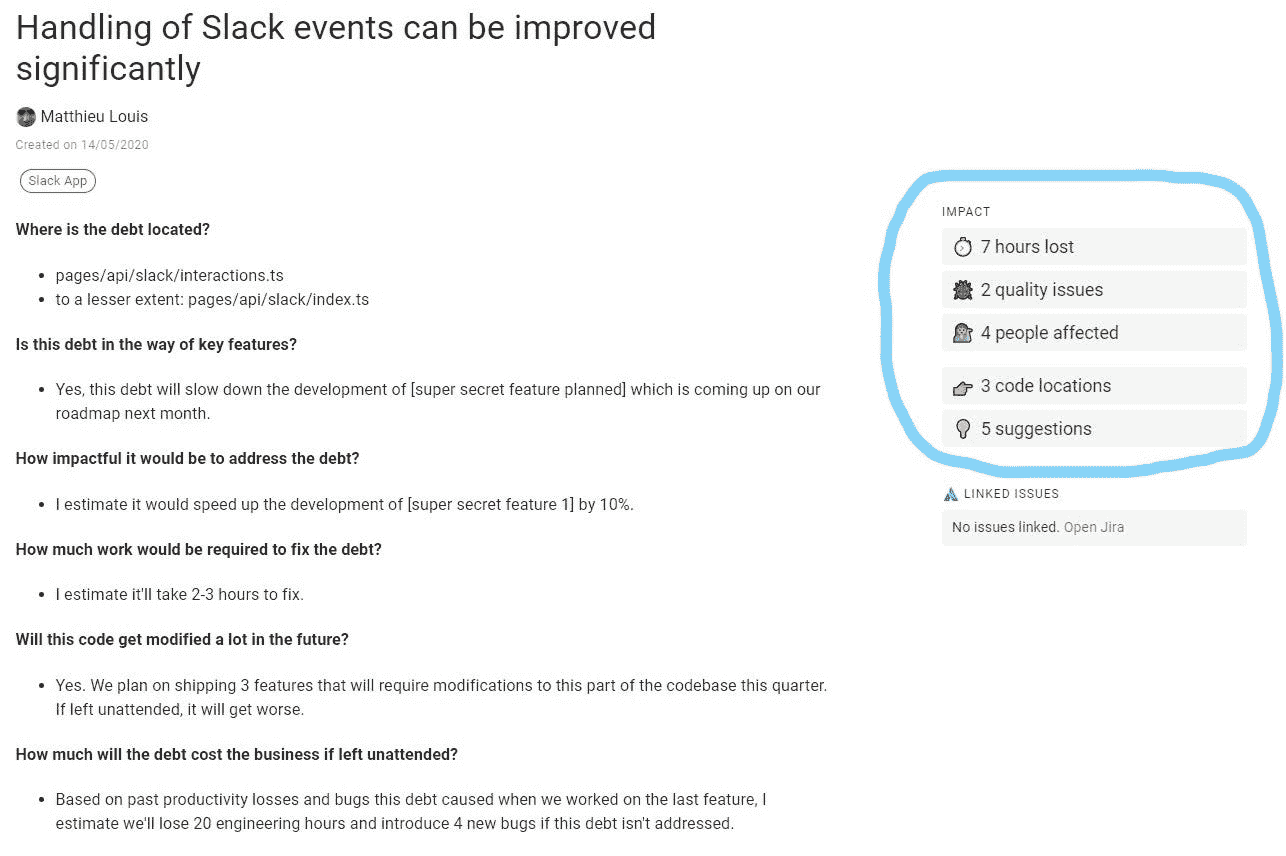 Handling of Slack events can be improved
significantly
Matthieu Louis
Created on 14/05/2020
Slack App
Where is the debt located?
• pages/api/slack/interactions.ts
• to a lesser extent: pages/api/slack/index.ts
Is this debt in the way of key features?
• Yes, this debt will slow down the development of [super secret feature planned] which is coming up on our
roadmap next month.
How impactful it would be to address the debt?
• I estimate it would speed up the development of [super secret feature 1] by 10%.
How much work would be required to fix the debt?
• I estimate it'll take 2-3 hours to fix.
Will this code get modified a lot in the future?
• Yes. We plan on shipping 3 features that will require modifications to this part of the codebase this quarter.
If left unattended, it will get worse.
How much will the debt cost the business if left unattended?
• Based on past productivity losses and bugs this debt caused when we worked on the last feature, I
estimate we'll lose 20 engineering hours and introduce 4 new bugs if this debt isn't addressed.
IMPACT
7 hours lost
2 quality issues
4 people affected
3 code locations
5 suggestions
LINKED ISSUES
No issues linked. Open Jira